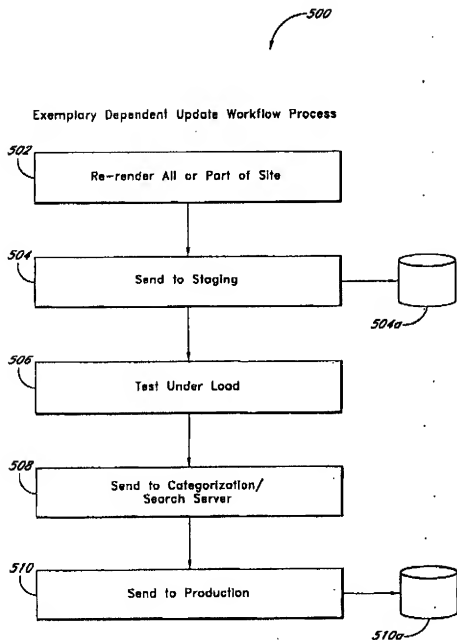 500
Exemplary Dependent Update Workflow Process
502
Re-render All or Part of Site
504
Send to Staging
504a
506
Test Under Load
508
Send to Categorization/
Search Server
510
Send to Production
510a